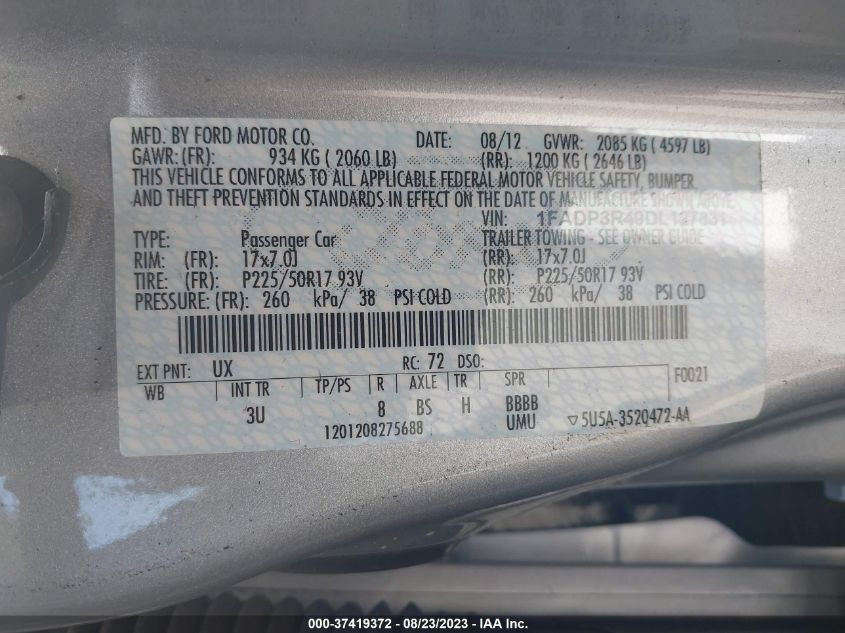 MFD. BY FORD MOTOR CO. DATE: 08/12 GVWR: 2085 KG ( 4597 LB)
GAWR: (FR): 934 KG ( 2060 LB) (RR): 1200 KG ( 2646 LB)
THIS VEHICLE CONFORMS TO ALL APPLICABLE FEDERAL MOTOR VEHICLE SAFETY, BUMPER,
AND THEFT PREVENTION STANDARDS IN EFFECT ON THE DATE OF MANUFACTURE SHOWN ABOVE.
VIN:
TYPE: Passenger Car TRAILER TOWING - SEE OWNER GUIDE
RIM: (FR): 17x7.0J (RR): 17x7.0J
TIRE: (FR): P225/50R17 93V (RR): P225/50R17 93V
PRESSURE: (FR): 260 kPa/ 38 PSI COLD (RR): 260 kPa/ 38 PSI COLD
EXT PNT: UX RC: 72 DSO:
WB INT TR TP/PS R AXLE TR SPR F0021
3U 8 BS H BBBB
1201208275688 UMU ▽5U5A-3520472-AA
000-37419372 - 08/23/2023 - IAA Inc.